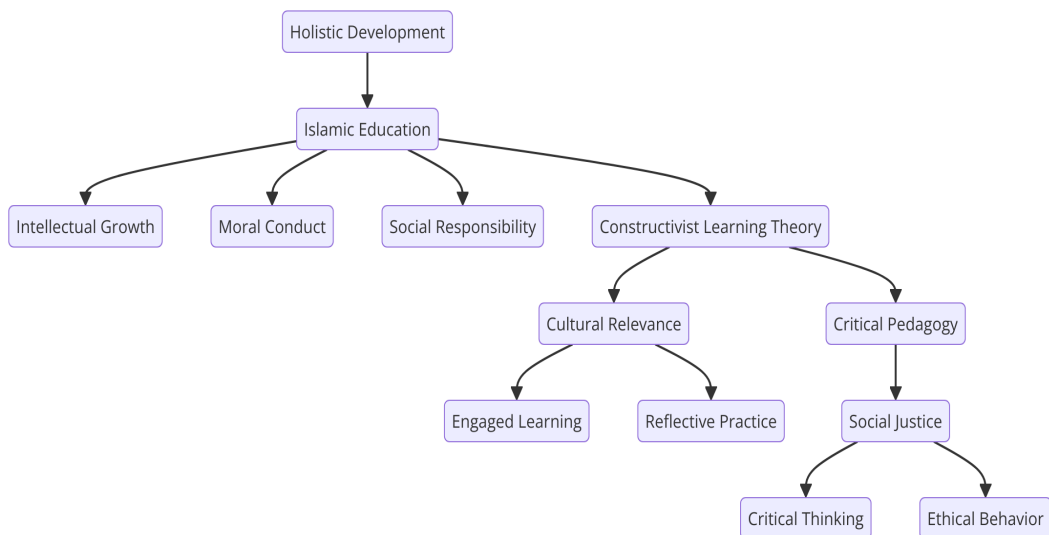 Holistic Development
Islamic Education
Intellectual Growth
Moral Conduct
Social Responsibility
Constructivist Learning Theory
Cultural Relevance
Critical Pedagogy
Engaged Learning
Reflective Practice
Social Justice
Critical Thinking
Ethical Behavior